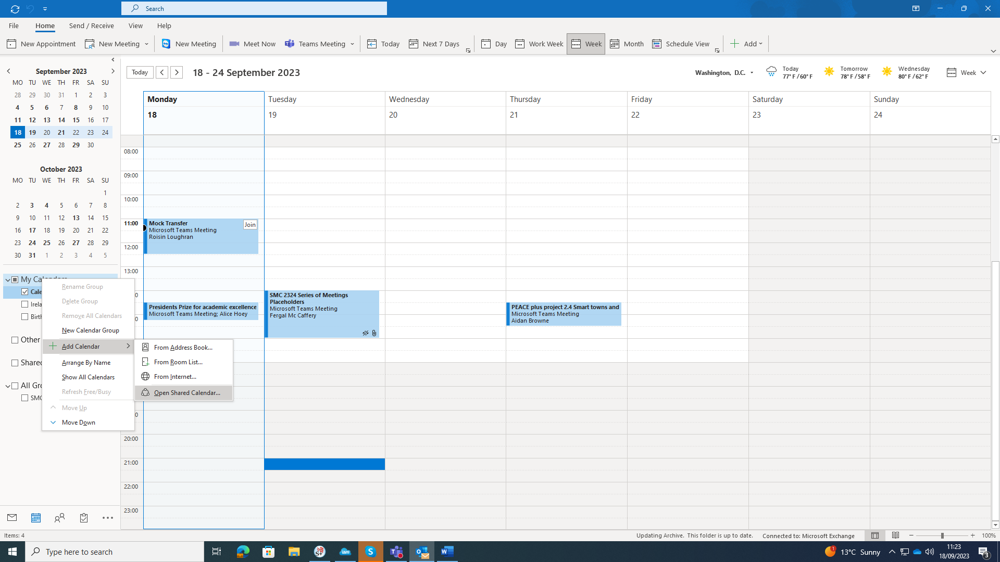 Search
File Home Send / Receive View Help
New Appointment New Meeting New Meeting Meet Now Teams Meeting Today Next 7 Days Day Work Week Week Month Schedule View Add
September 2023
MO TU WE TH FR SA SU
28 29 30 31 1 2 3
4 5 6 7 8 9 10
11 12 13 14 15 16 17
18 19 20 21 22 23 24
25 26 27 28 29 30
October 2023
MO TU WE TH FR SA SU
1
2 3 4 5 6 7 8
9 10 11 12 13 14 15
16 17 18 19 20 21 22
23 24 25 26 27 28 29
30 31 1 2 3 4 5
My Calendars
Cale
Irela
Birth
Other
Shared
All Gro
SMC
Rename Group
Delete Group
Remove All Calendars
New Calendar Group
Add Calendar
Arrange By Name
Show All Calendars
Refresh Free/Busy
Move Up
Move Down
From Address Book...
From Room List...
From Internet...
Open Shared Calendar...
Today 18 - 24 September 2023
Washington, D.C.
Today
77° F / 60° F
Tomorrow
78° F / 58° F
Wednesday
80° F / 62° F
Week
Monday Tuesday Wednesday Thursday Friday Saturday Sunday
18 19 20 21 22 23 24
08:00
09:00
10:00
11:00
12:00
13:00
0
0
0
20:00
21:00
22:00
23:00
Mock Transfer
Join
Microsoft Teams Meeting
Roisin Loughran
Presidents Prize for academic excellence
Microsoft Teams Meeting; Alice Hoey
SMC 2324 Series of Meetings
Placeholders
Microsoft Teams Meeting
Fergal Mc Caffery
PEACE plus project 2.4 Smart towns and
Microsoft Teams Meeting
Aidan Browne
Items: 4
Updating Archive. This folder is up to date. Connected to: Microsoft Exchange 100%
Type here to search
iam
S
W
1
13°C Sunny
11:23
18/09/2023
3